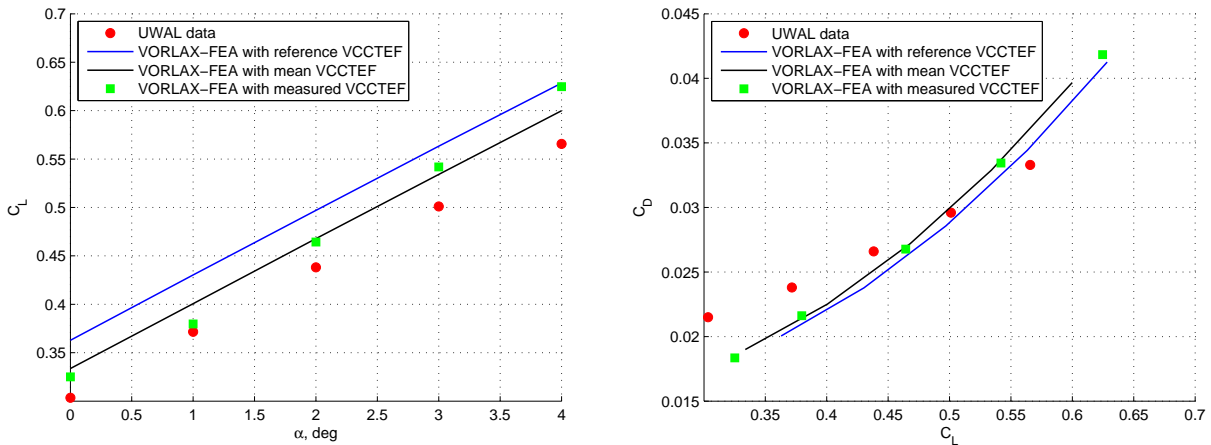 0.7
0.65
0.6
0.55
0.5
0.45
0.4
0.35
C_L
UWAL data
VORLAX−FEA with reference VCCTEF
VORLAX−FEA with mean VCCTEF
VORLAX−FEA with measured VCCTEF
0 0.5 1 1.5 2 2.5 3 3.5 4
α, deg
0.045
0.04
0.035
0.03
0.025
0.02
0.015
C_D
UWAL data
VORLAX−FEA with reference VCCTEF
VORLAX−FEA with mean VCCTEF
VORLAX−FEA with measured VCCTEF
0.35 0.4 0.45 0.5 0.55 0.6 0.65 0.7
C_L